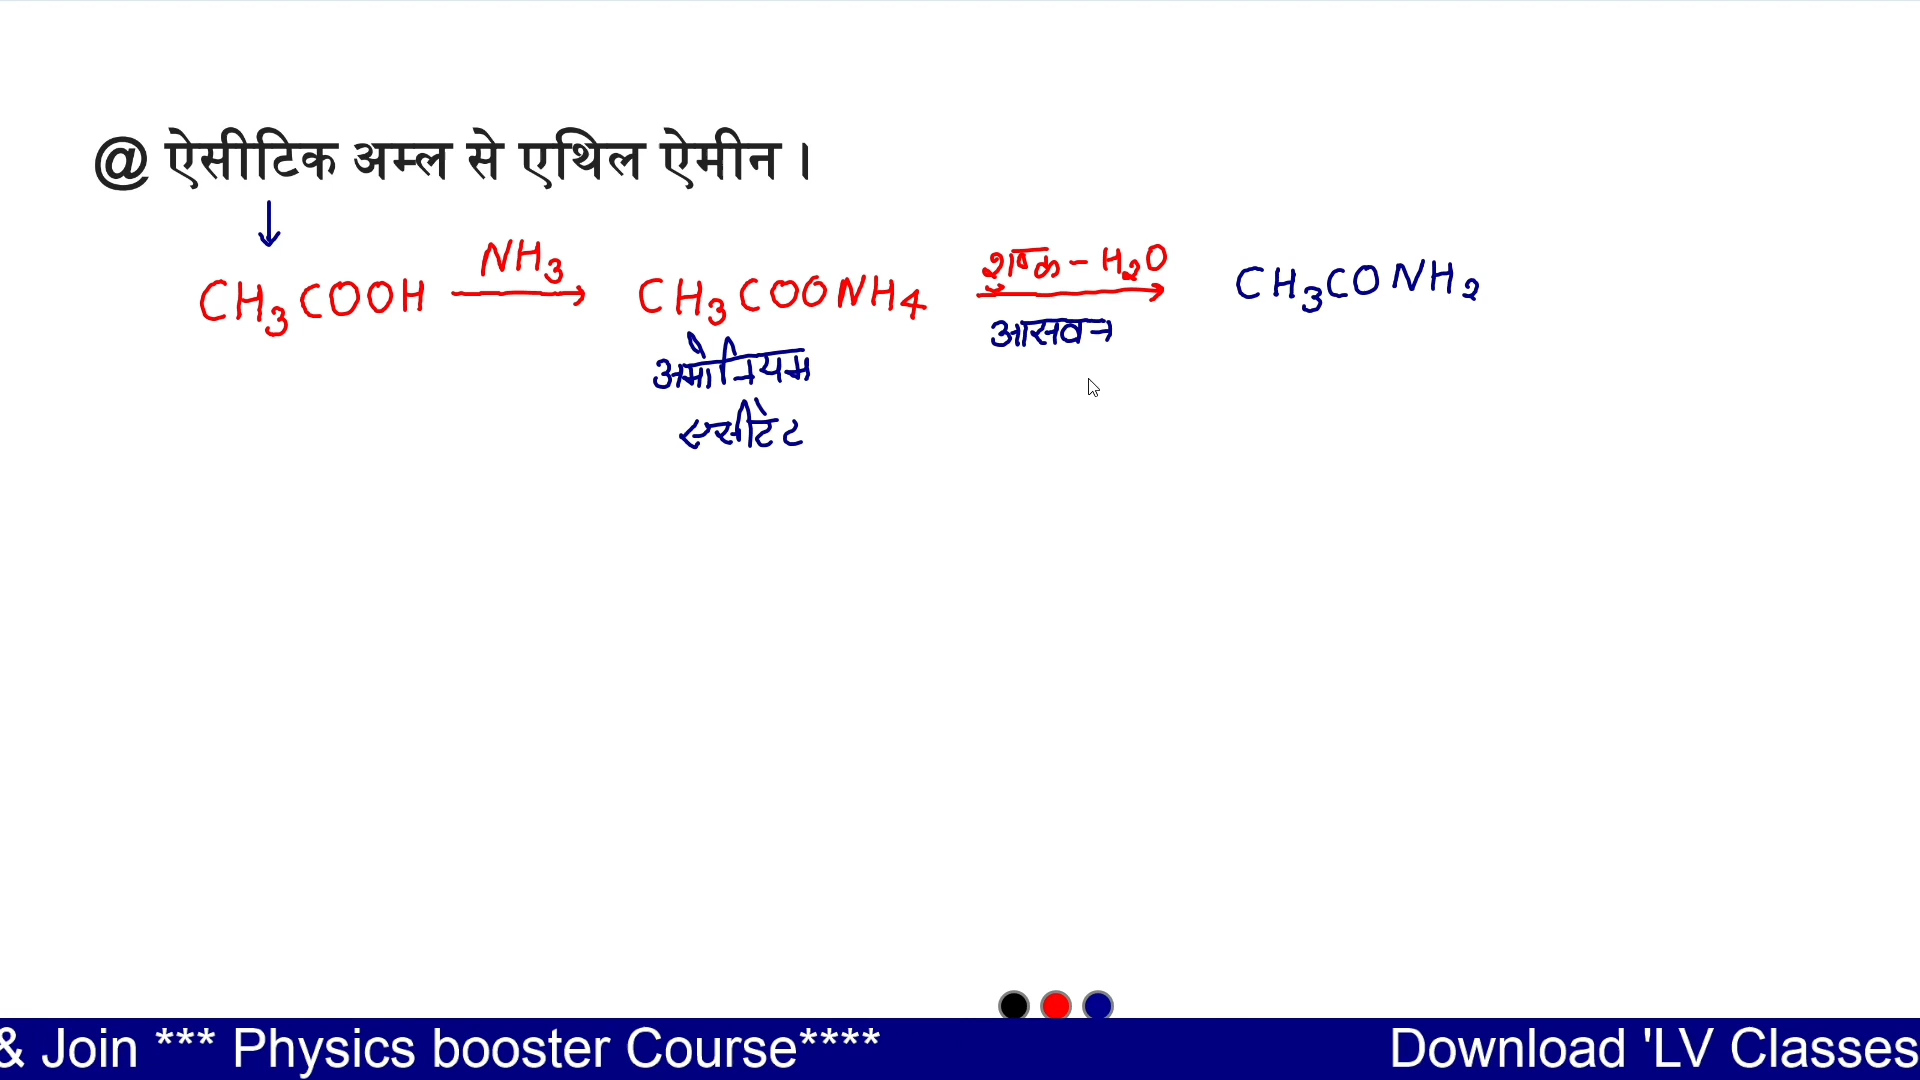 @ ऐसीटिक अम्ल से एथिल ऐमीन ।
↓
CH3COOH NH3 → CH3COONH4 शुष्क - H2O → CH3CONH2
आसवन
अमोनियम
एसीटेट
& Join *** Physics booster Course**** Download 'LV Classes